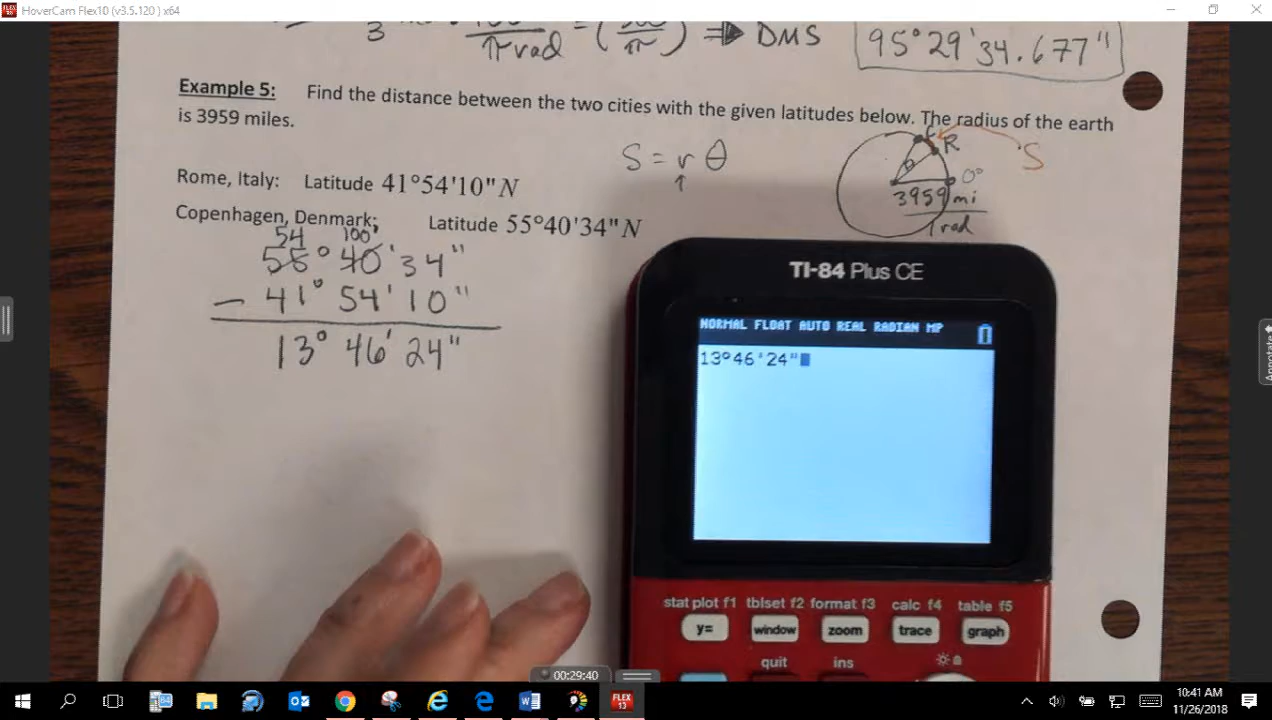 HoverCam Flex10 (v3.5.120 ) x64
3 π rad = ( π ) ⇒ DMS 95°29'34.677"
Example 5: Find the distance between the two cities with the given latitudes below. The radius of the earth
is 3959 miles.
S = r θ
R
S
θ
0°
3959 mi
1 rad
Rome, Italy: Latitude 41°54'10"N
Copenhagen, Denmark; Latitude 55°40'34"N
54 100
55° 40' 34"
- 41° 54' 10"
13° 46' 24"
TI-84 Plus CE
NORMAL FLOAT AUTO REAL RADIAN MP
13°46'24"
stat plot f1 tblset f2 format f3 calc f4 table f5
y= window zoom trace graph
quit ins
Annotate
00:29:40
FLEX
13
10:41 AM
11/26/2018